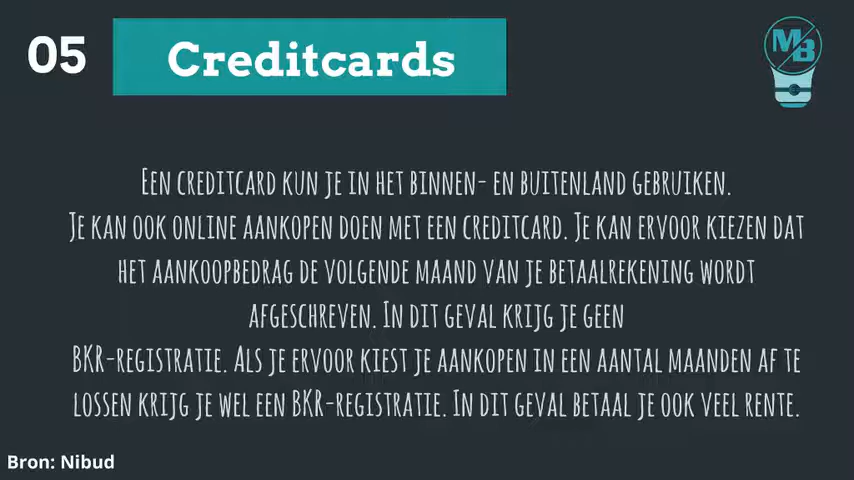 05
Creditcards
MB
Een creditcard kun je in het binnen- en buitenland gebruiken.
Je kan ook online aankopen doen met een creditcard. Je kan ervoor kiezen dat
het aankoopbedrag de volgende maand van je betaalrekening wordt
afgeschreven. In dit geval krijg je geen
BKR-registratie. Als je ervoor kiest je aankopen in een aantal maanden af te
lossen krijg je wel een BKR-registratie. In dit geval betaal je ook veel rente.
Bron: Nibud